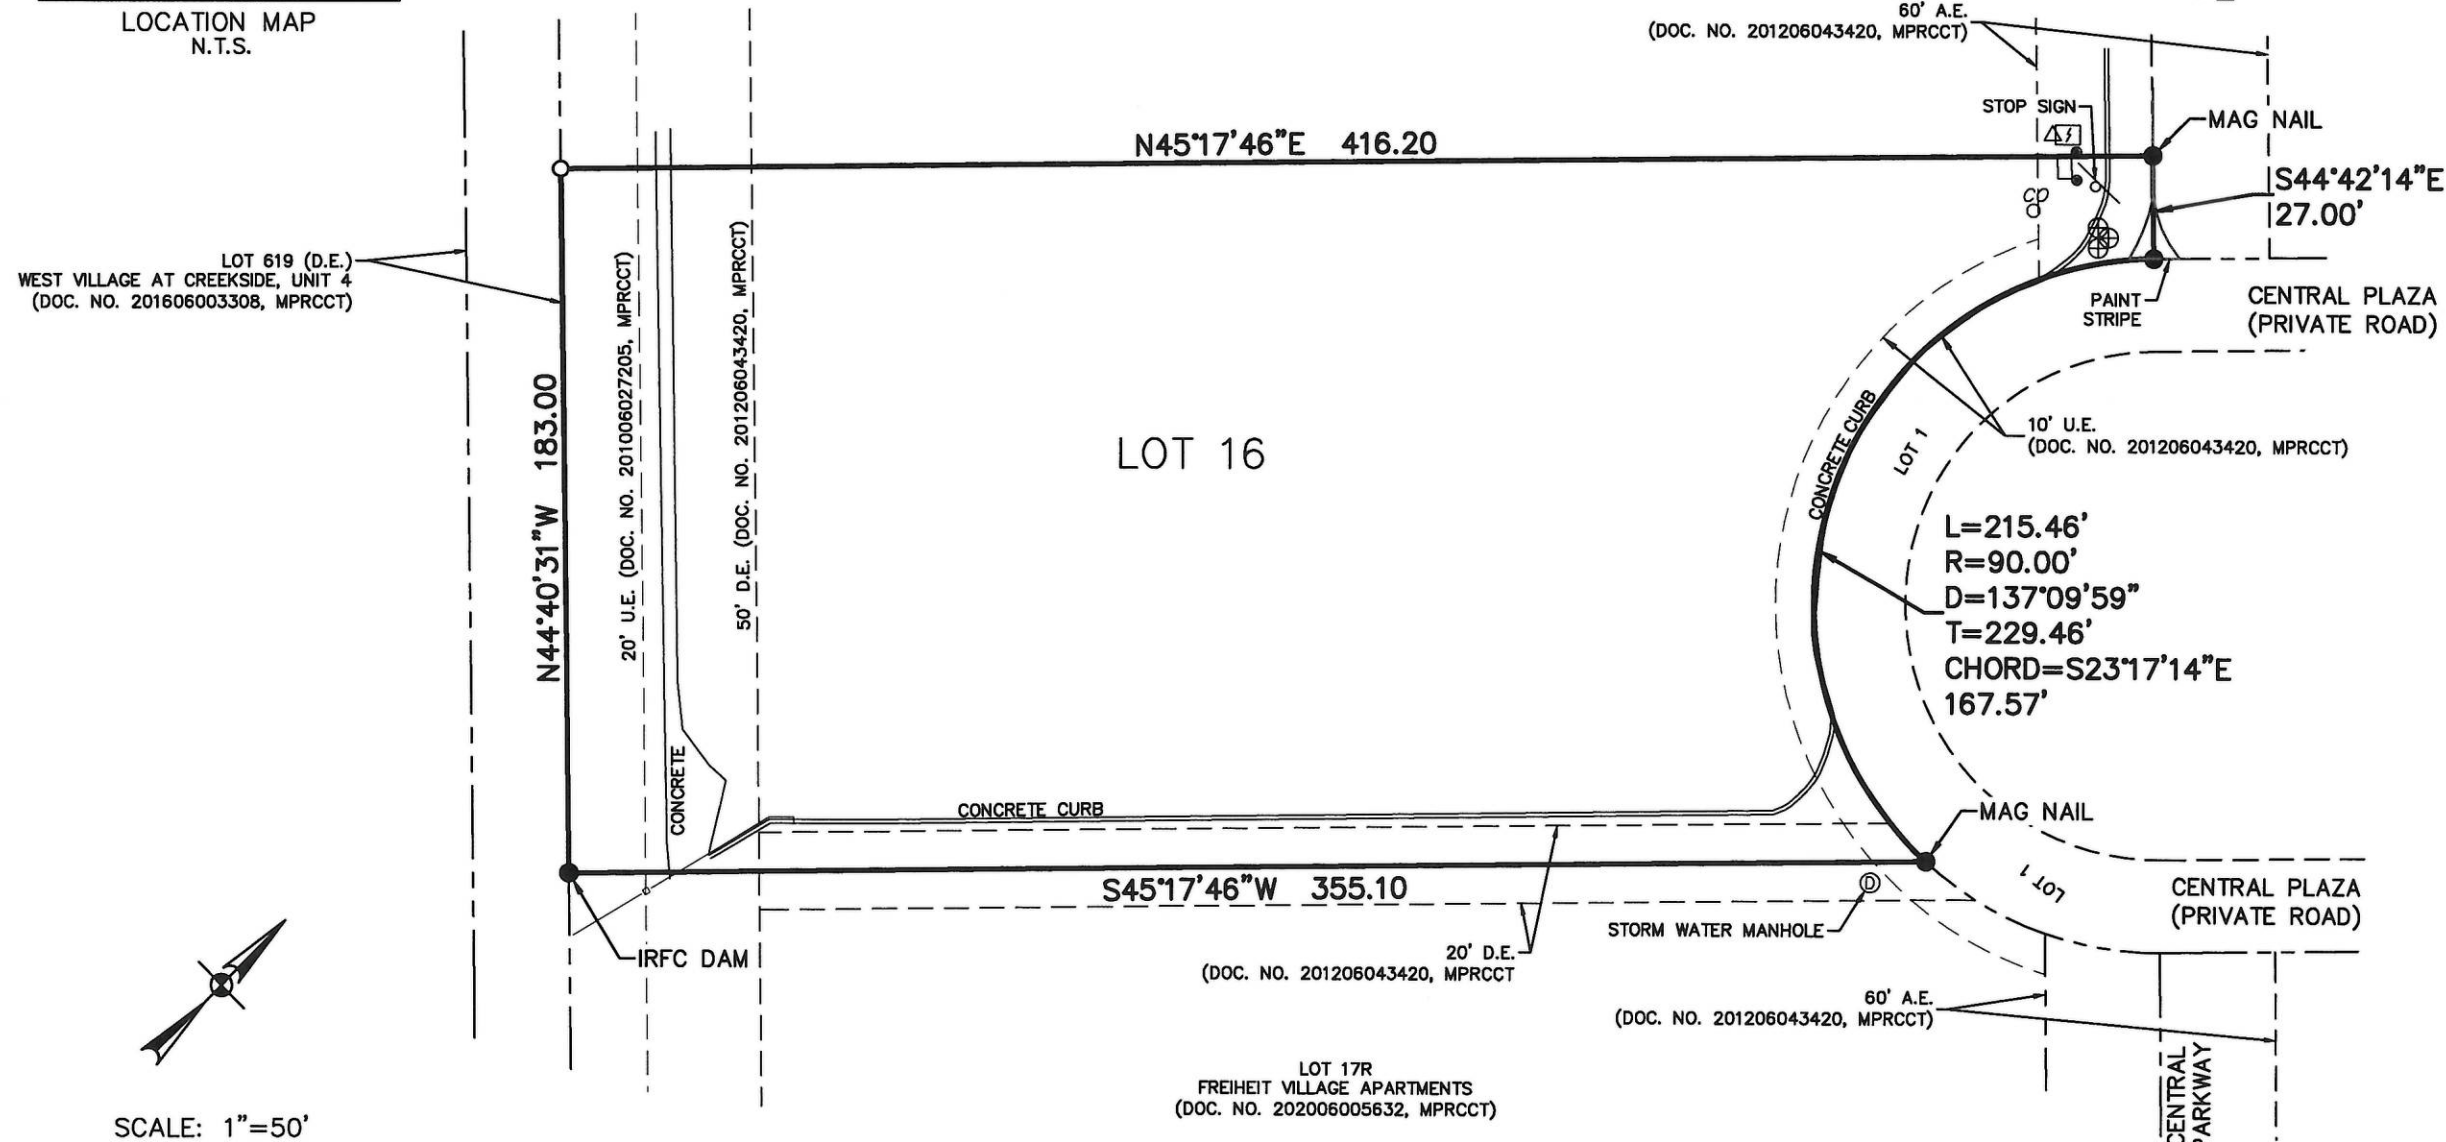 LOCATION MAP
N.T.S.
60' A.E.
(DOC. NO. 201206043420, MPRCCT)
STOP SIGN
MAG NAIL
N45°17'46"E 416.20
S44°42'14"E
27.00'
cp
LOT 619 (D.E.)
WEST VILLAGE AT CREEKSIDE, UNIT 4
(DOC. NO. 201606003308, MPRCCT)
PAINT
STRIPE
CENTRAL PLAZA
(PRIVATE ROAD)
N44°40'31"W 183.00
20' U.E. (DOC. NO. 201006027205, MPRCCT)
50' D.E. (DOC. NO. 201206043420, MPRCCT)
LOT 16
CONCRETE CURB
LOT 1
10' U.E.
(DOC. NO. 201206043420, MPRCCT)
L=215.46'
R=90.00'
D=137°09'59"
T=229.46'
CHORD=S23°17'14"E
167.57'
CONCRETE
CONCRETE CURB
MAG NAIL
S45°17'46"W 355.10
D
LOT 1
CENTRAL PLAZA
(PRIVATE ROAD)
STORM WATER MANHOLE
IRFC DAM
20' D.E.
(DOC. NO. 201206043420, MPRCCT
60' A.E.
(DOC. NO. 201206043420, MPRCCT)
CENTRAL
PARKWAY
LOT 17R
FREIHEIT VILLAGE APARTMENTS
(DOC. NO. 202006005632, MPRCCT)
SCALE: 1"=50'